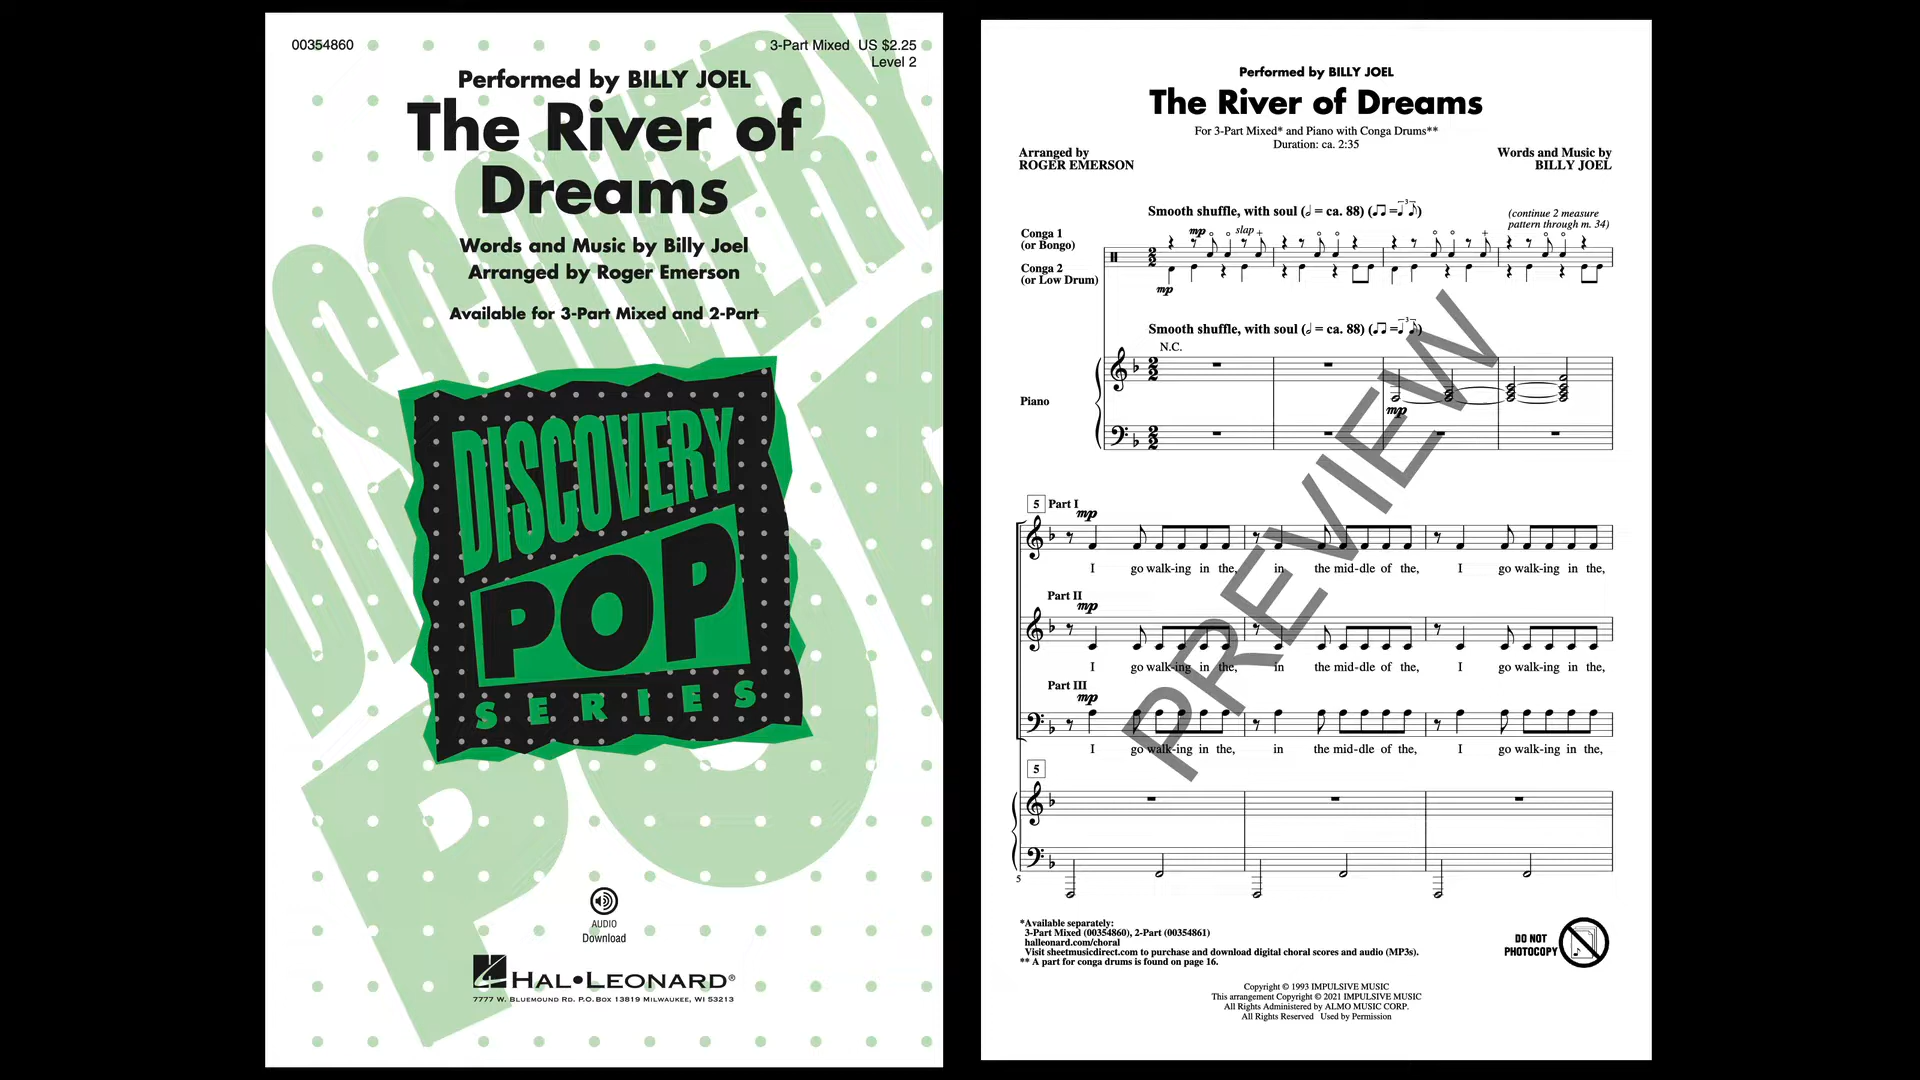 00354860
3-Part Mixed US $2.25
Level 2
Performed by BILLY JOEL
The River of
Dreams
Words and Music by Billy Joel
Arranged by Roger Emerson
Available for 3-Part Mixed and 2-Part
DISCOVERY
POP
SERIES
AUDIO
Download
HAL•LEONARD®
7777 W. BLUEMOUND RD. P.O. BOX 13819 MILWAUKEE, WI 53213
Performed by BILLY JOEL
The River of Dreams
For 3-Part Mixed* and Piano with Conga Drums**
Duration: ca. 2:35
Arranged by
ROGER EMERSON
Words and Music by
BILLY JOEL
Smooth shuffle, with soul (𝅗𝅥 = ca. 88) (♫ = ♩ ♪)
(continue 2 measure
pattern through m. 34)
Conga 1
(or Bongo)
mp
slap
Conga 2
(or Low Drum)
mp
Smooth shuffle, with soul (𝅗𝅥 = ca. 88) (♫ = ♩ ♪)
N.C.
Piano
mp
5 Part I
mp
I go walk-ing in the, in the mid-dle of the, I go walk-ing in the,
Part II
mp
I go walk-ing in the, in the mid-dle of the, I go walk-ing in the,
Part III
mp
I go walk-ing in the, in the mid-dle of the, I go walk-ing in the,
5
5
PREVIEW
*Available separately:
3-Part Mixed (00354860), 2-Part (00354861)
halleonard.com/choral
Visit sheetmusicdirect.com to purchase and download digital choral scores and audio (MP3s).
** A part for conga drums is found on page 16.
DO NOT
PHOTOCOPY
Copyright © 1993 IMPULSIVE MUSIC
This arrangement Copyright © 2021 IMPULSIVE MUSIC
All Rights Administered by ALMO MUSIC CORP.
All Rights Reserved Used by Permission